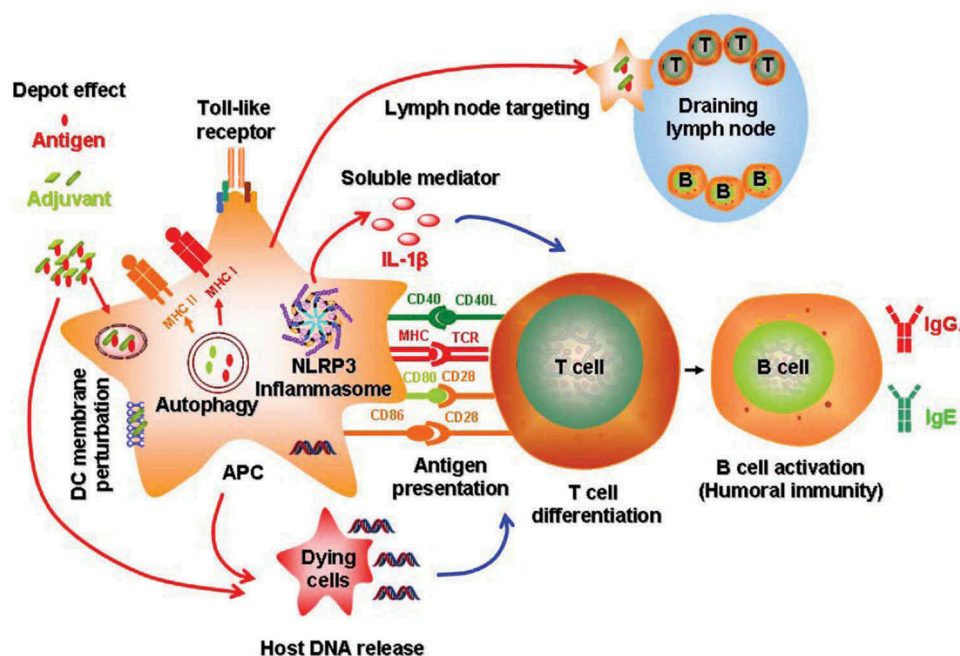 Depot effect
Antigen
Adjuvant
Toll-like
receptor
Lymph node targeting
T
T
T
T
Draining
lymph node
B
B
B
Soluble mediator
IL-1β
MHC II
MHC I
NLRP3
Inflammasome
Autophagy
DC membrane
perturbation
APC
CD40 CD40L
MHC TCR
CD80 CD28
CD86 CD28
Antigen
presentation
T cell
T cell
differentiation
B cell
B cell activation
(Humoral immunity)
IgG
IgE
Dying
cells
Host DNA release